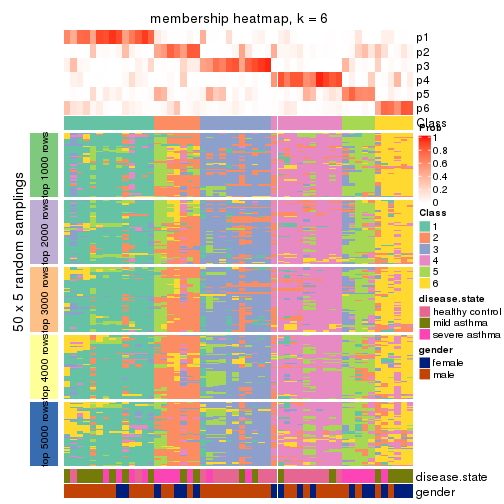 membership heatmap, k = 6
p1
p2
p3
p4
p5
p6
Class
Prob
1
0.8
0.6
0.4
0.2
0
Class
1
2
3
4
5
6
disease.state
healthy control
mild asthma
severe asthma
gender
female
male
50 x 5 random samplings
top 1000 rows
top 2000 rows
top 3000 rows
top 4000 rows
top 5000 rows
disease.state
gender